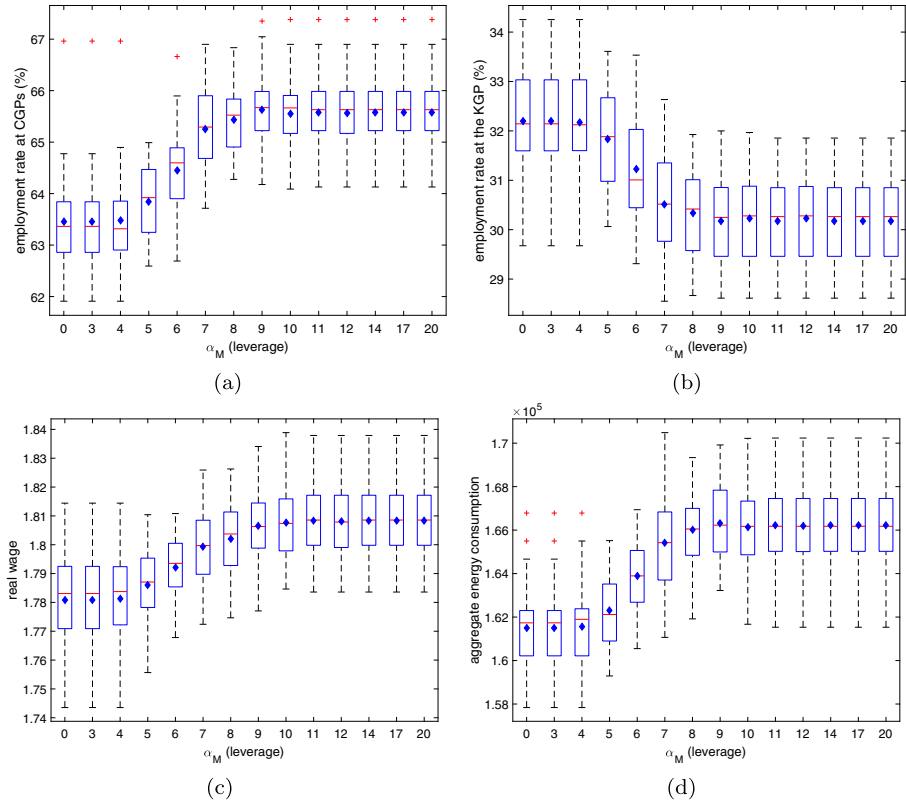 67
66
65
64
63
62
employment rate at CGPs (%)
0 3 4 5 6 7 8 9 10 11 12 14 17 20
α_M (leverage)
(a)
34
33
32
31
30
29
employment rate at the KGP (%)
0 3 4 5 6 7 8 9 10 11 12 14 17 20
α_M (leverage)
(b)
1.84
1.83
1.82
1.81
1.8
1.79
1.78
1.77
1.76
1.75
1.74
real wage
0 3 4 5 6 7 8 9 10 11 12 14 17 20
α_M (leverage)
(c)
×10^5
1.7
1.68
1.66
1.64
1.62
1.6
1.58
aggregate energy consumption
0 3 4 5 6 7 8 9 10 11 12 14 17 20
α_M (leverage)
(d)